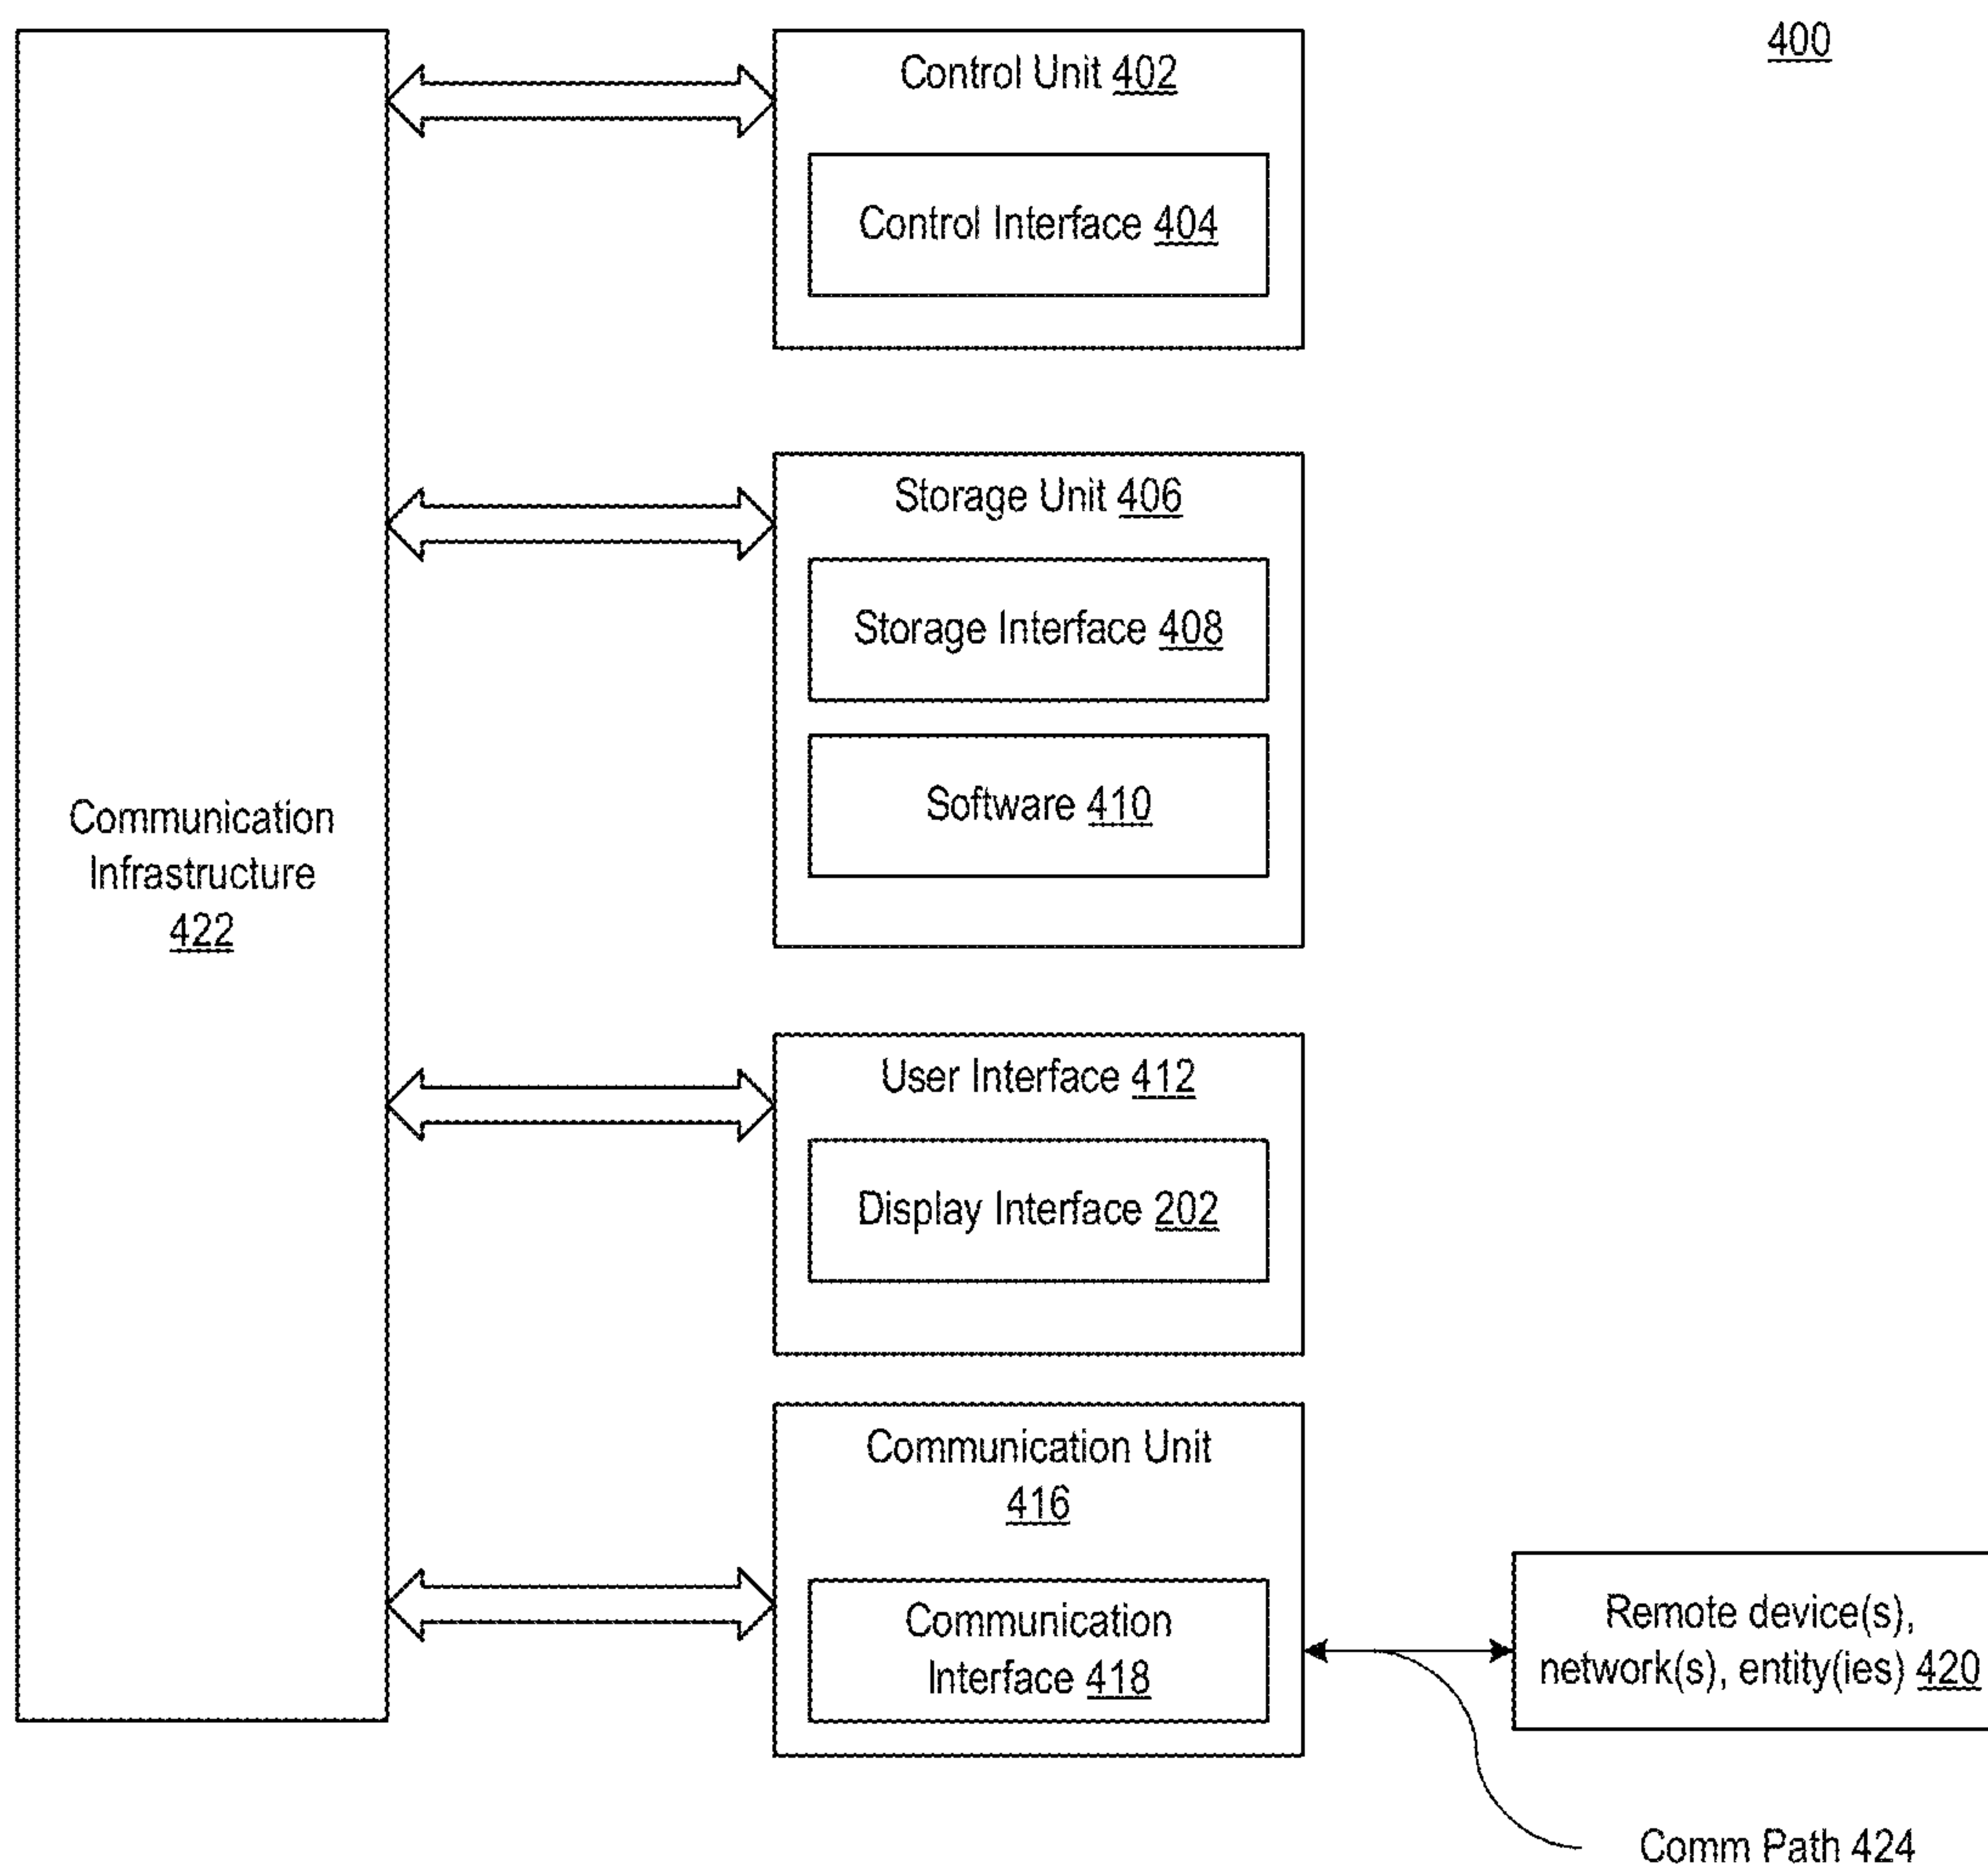 400
Control Unit 402
Control Interface 404
Storage Unit 406
Storage Interface 408
Software 410
Communication
Infrastructure
422
User Interface 412
Display Interface 202
Communication Unit
416
Communication
Interface 418
Remote device(s),
network(s), entity(ies) 420
Comm Path 424